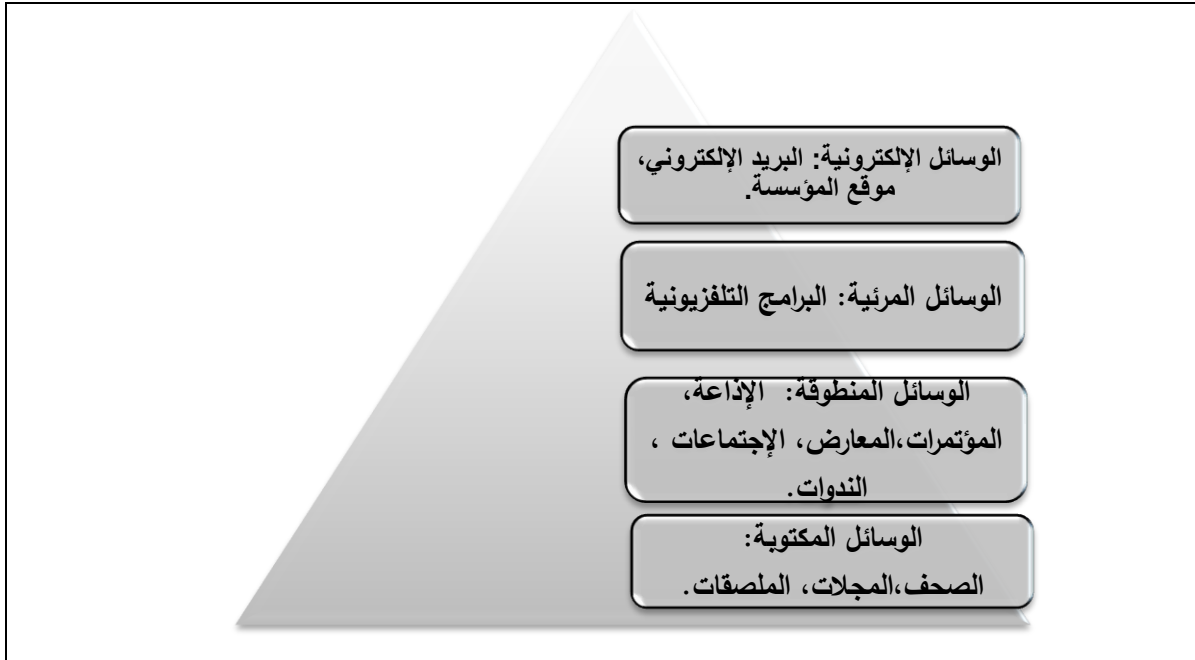 الوسائل الإلكترونية: البريد الإلكتروني،
موقع المؤسسة.
الوسائل المرئية: البرامج التلفزيونية
الوسائل المنطوقة: الإذاعة،
المؤتمرات،المعارض، الإجتماعات ،
الندوات.
الوسائل المكتوبة:
الصحف،المجلات، الملصقات.